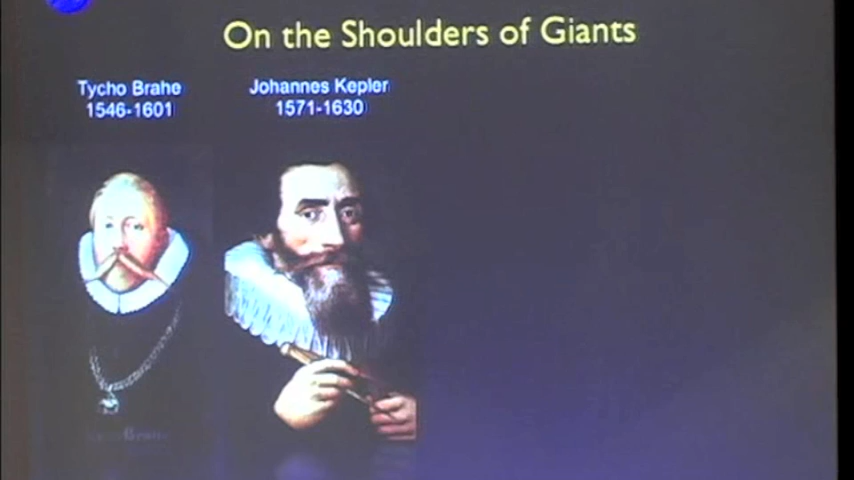 On the Shoulders of Giants
Tycho Brahe
1546-1601
Johannes Kepler
1571-1630